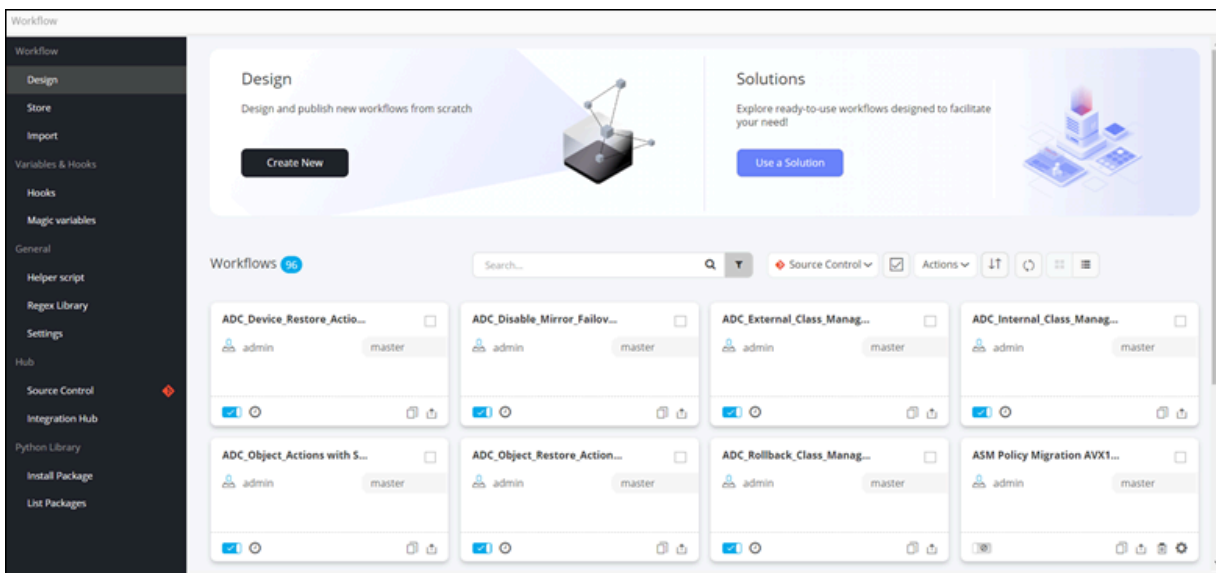 Workflow
Workflow
Design
Store
Import
Variables & Hooks
Hooks
Magic variables
General
Helper script
Regex Library
Settings
Hub
Source Control
Integration Hub
Python Library
Install Package
List Packages
Design
Design and publish new workflows from scratch
Create New
Solutions
Explore ready-to-use workflows designed to facilitate
your need!
Use a Solution
Workflows 96
Search...
Source Control
Actions
ADC_Device_Restore_Actio...
admin master
ADC_Disable_Mirror_Failov...
admin master
ADC_External_Class_Manag...
admin master
ADC_Internal_Class_Manag...
admin master
ADC_Object_Actions with S...
admin master
ADC_Object_Restore_Action...
admin master
ADC_Rollback_Class_Manag...
admin master
ASM Policy Migration AVX1...
admin master